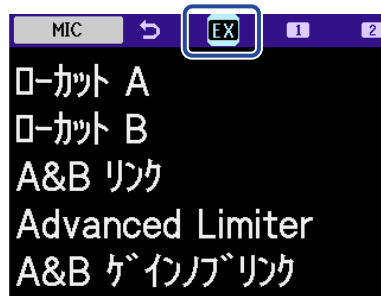 MIC EX 1 2
ﾛｰｶｯﾄ A
ﾛｰｶｯﾄ B
A&B ﾘﾝｸ
Advanced Limiter
A&B ｹﾞｲﾝﾉﾌﾞﾘﾝｸ